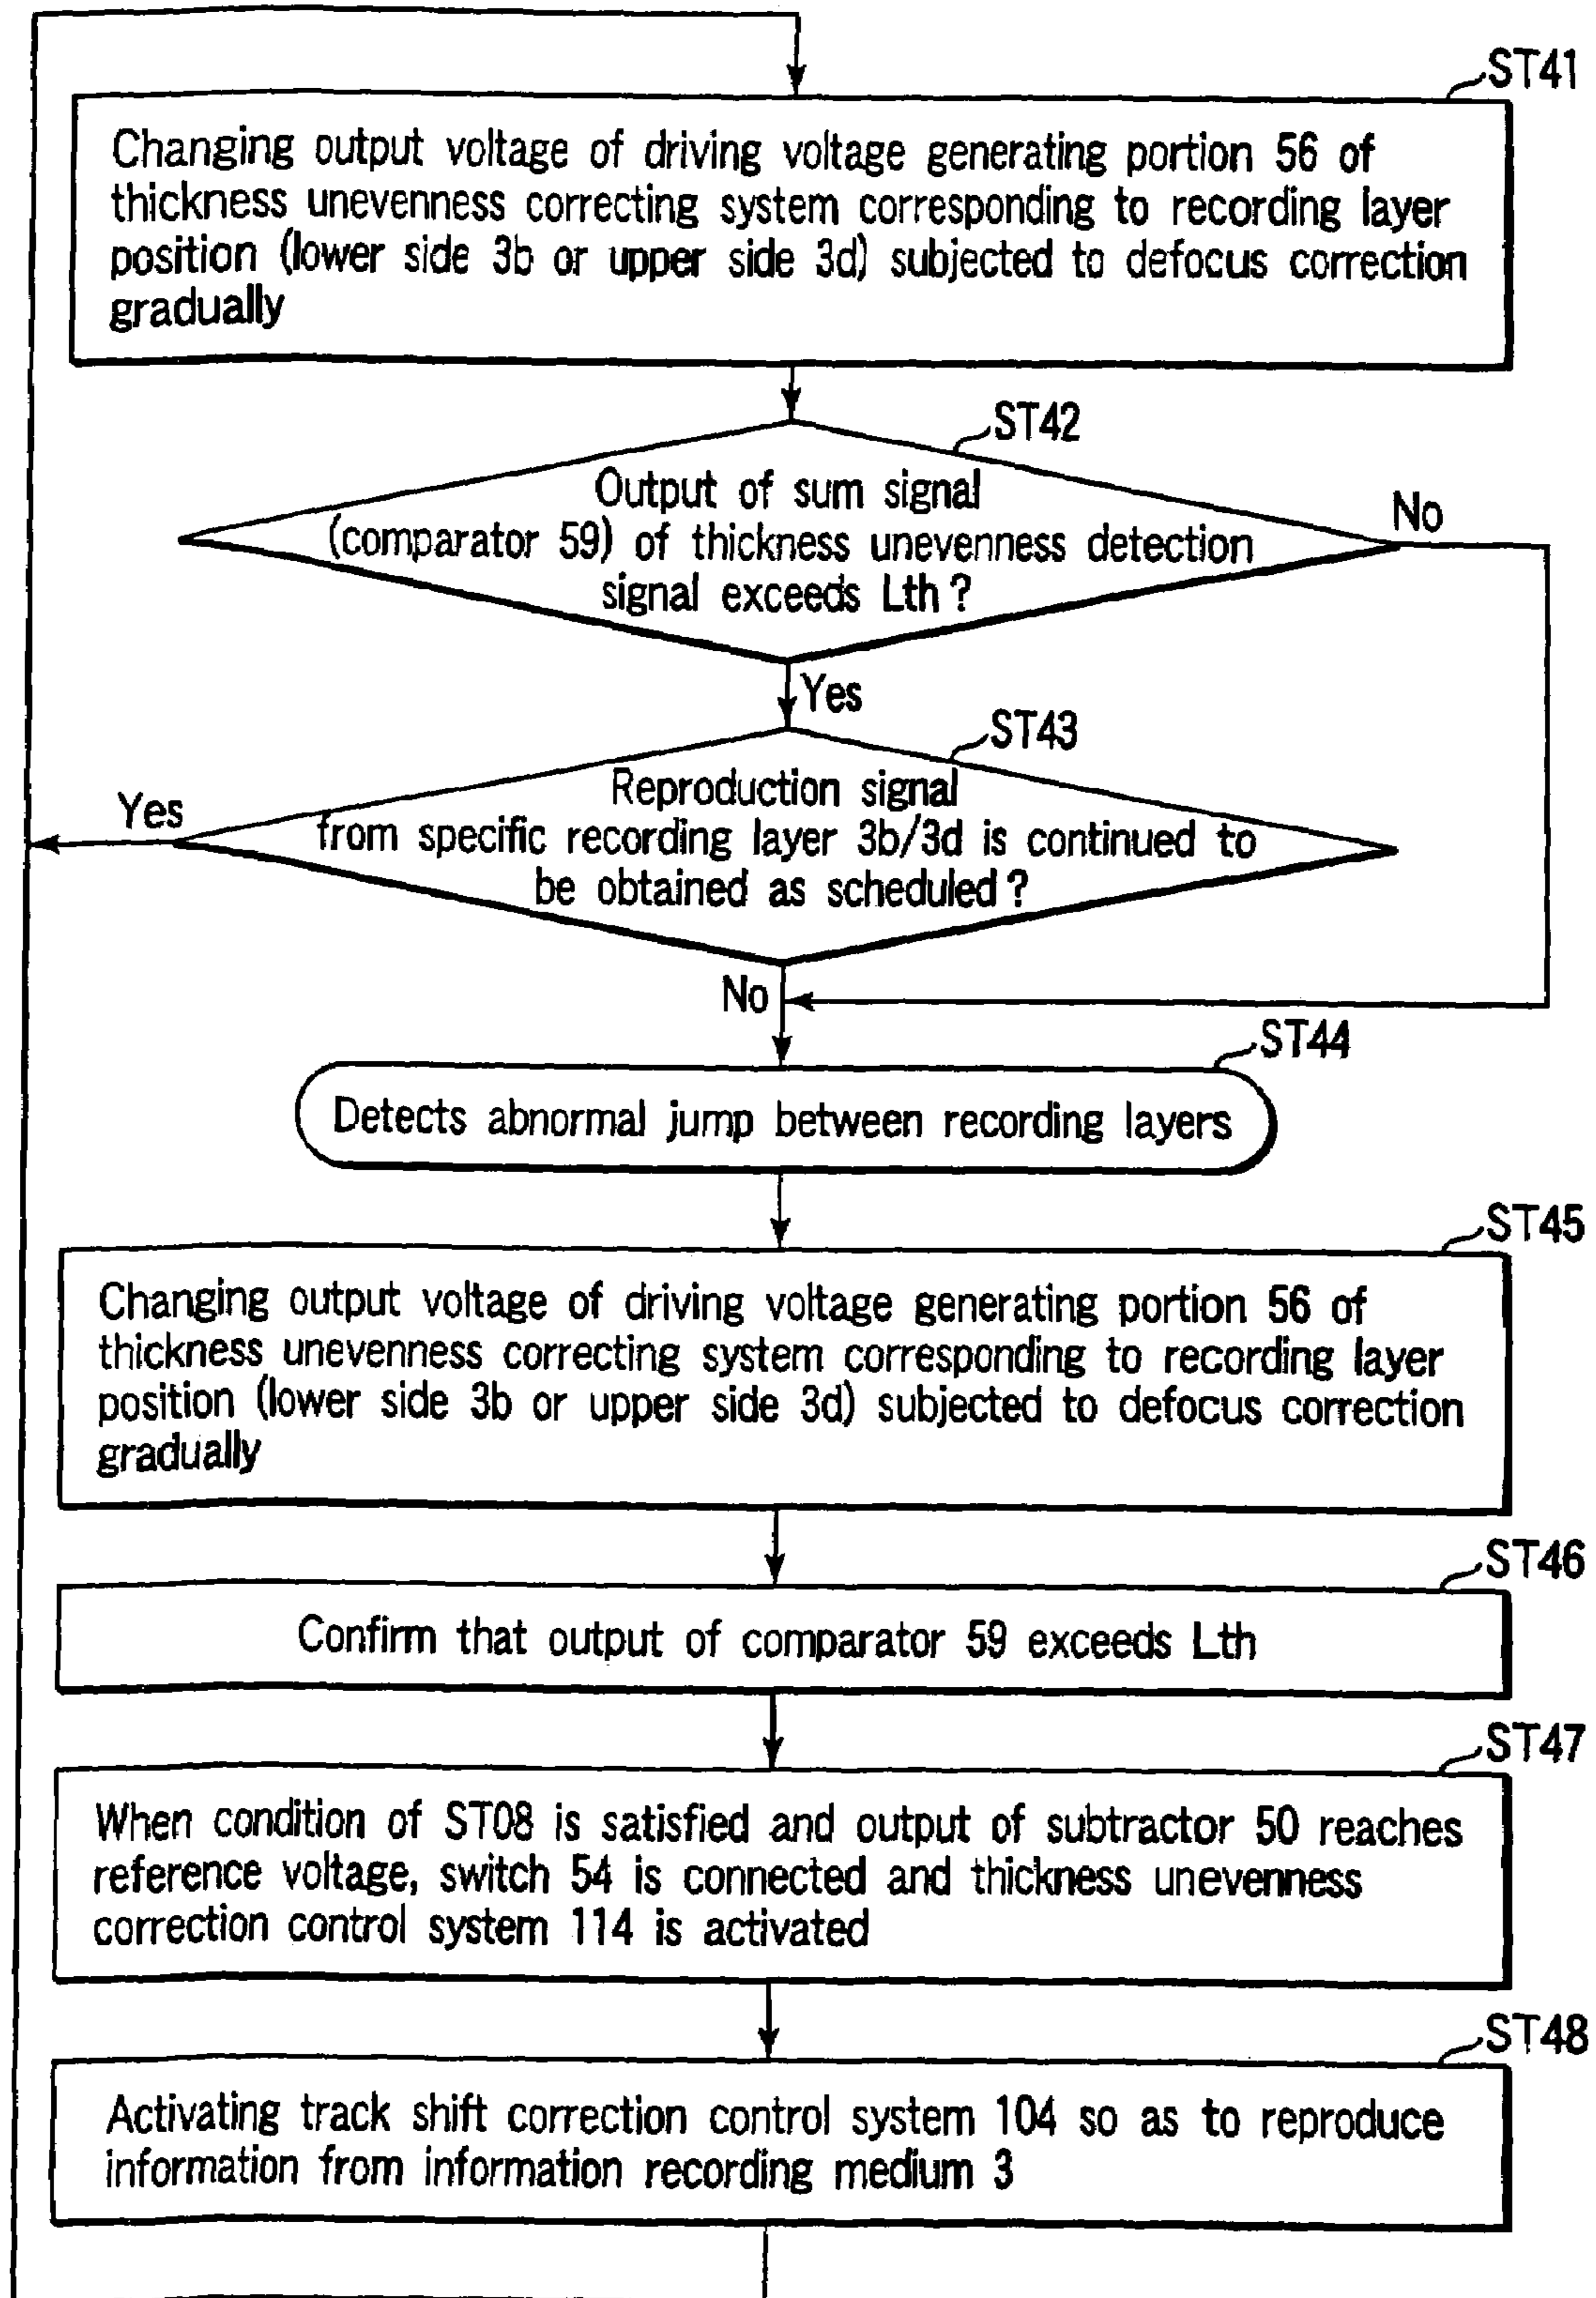 ST41
Changing output voltage of driving voltage generating portion 56 of
thickness unevenness correcting system corresponding to recording layer
position (lower side 3b or upper side 3d) subjected to defocus correction
gradually
ST42
Output of sum signal
(comparator 59) of thickness unevenness detection
signal exceeds Lth?
No
Yes
ST43
Reproduction signal
from specific recording layer 3b/3d is continued to
be obtained as scheduled?
Yes
No
ST44
Detects abnormal jump between recording layers
ST45
Changing output voltage of driving voltage generating portion 56 of
thickness unevenness correcting system corresponding to recording layer
position (lower side 3b or upper side 3d) subjected to defocus correction
gradually
ST46
Confirm that output of comparator 59 exceeds Lth
ST47
When condition of ST08 is satisfied and output of subtractor 50 reaches
reference voltage, switch 54 is connected and thickness unevenness
correction control system 114 is activated
ST48
Activating track shift correction control system 104 so as to reproduce
information from information recording medium 3